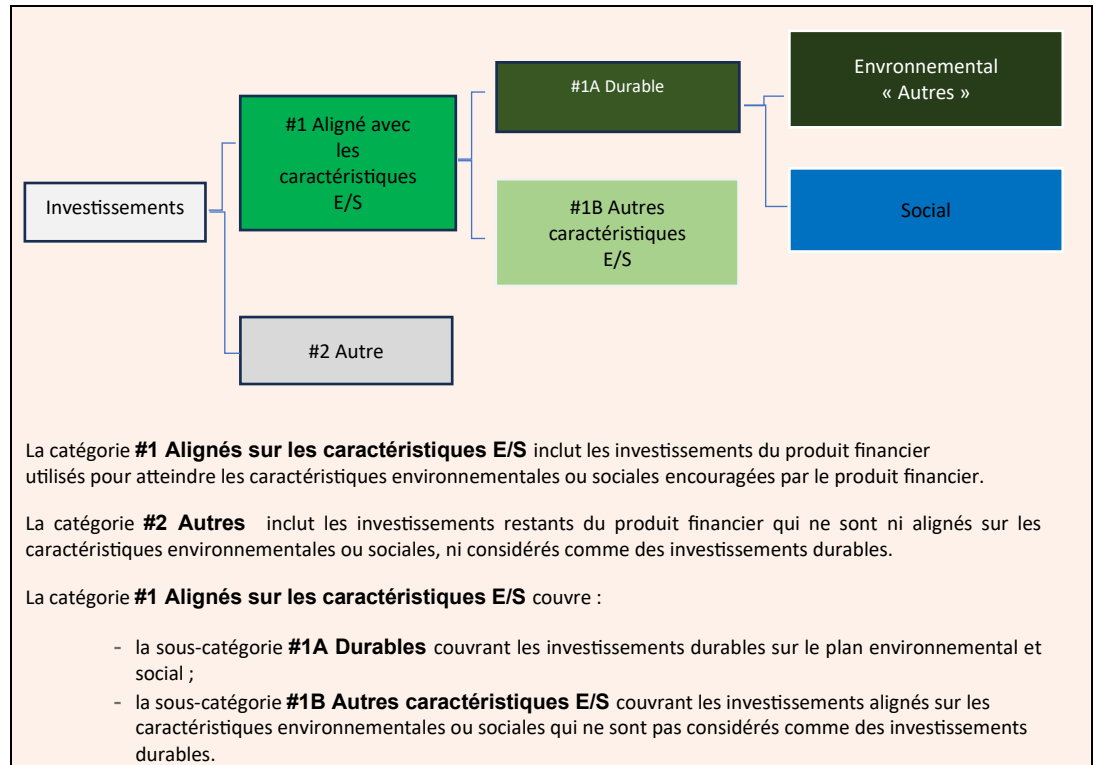 Envronnemental
« Autres »
#1A Durable
#1 Aligné avec
les
caractéristiques
E/S
Investissements
#1B Autres
caractéristiques
E/S
Social
#2 Autre
La catégorie #1 Alignés sur les caractéristiques E/S inclut les investissements du produit financier
utilisés pour atteindre les caractéristiques environnementales ou sociales encouragées par le produit financier.
La catégorie #2 Autres inclut les investissements restants du produit financier qui ne sont ni alignés sur les
caractéristiques environnementales ou sociales, ni considérés comme des investissements durables.
La catégorie #1 Alignés sur les caractéristiques E/S couvre :
- la sous-catégorie #1A Durables couvrant les investissements durables sur le plan environnemental et
social ;
- la sous-catégorie #1B Autres caractéristiques E/S couvrant les investissements alignés sur les
caractéristiques environnementales ou sociales qui ne sont pas considérés comme des investissements
durables.